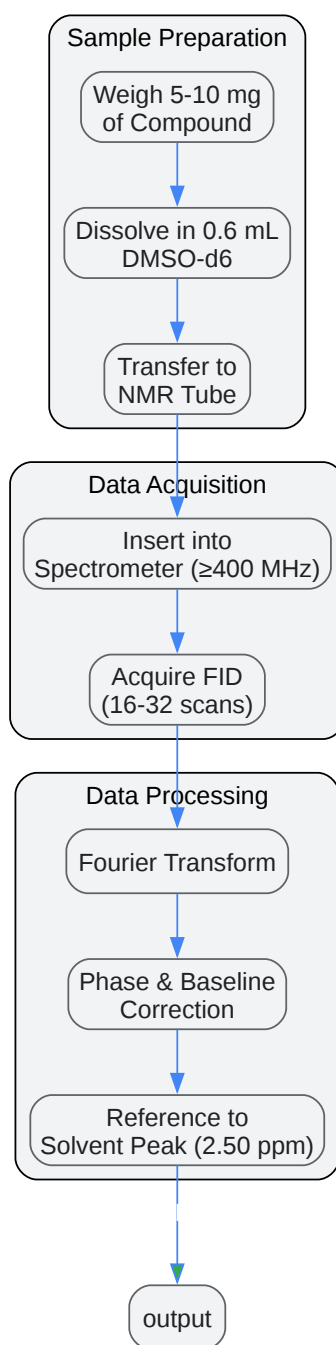 Sample Preparation
Weigh 5-10 mg
of Compound
Dissolve in 0.6 mL
DMSO-d6
Transfer to
NMR Tube
Data Acquisition
Insert into
Spectrometer (≥400 MHz)
Acquire FID
(16-32 scans)
Data Processing
Fourier Transform
Phase & Baseline
Correction
Reference to
Solvent Peak (2.50 ppm)
output